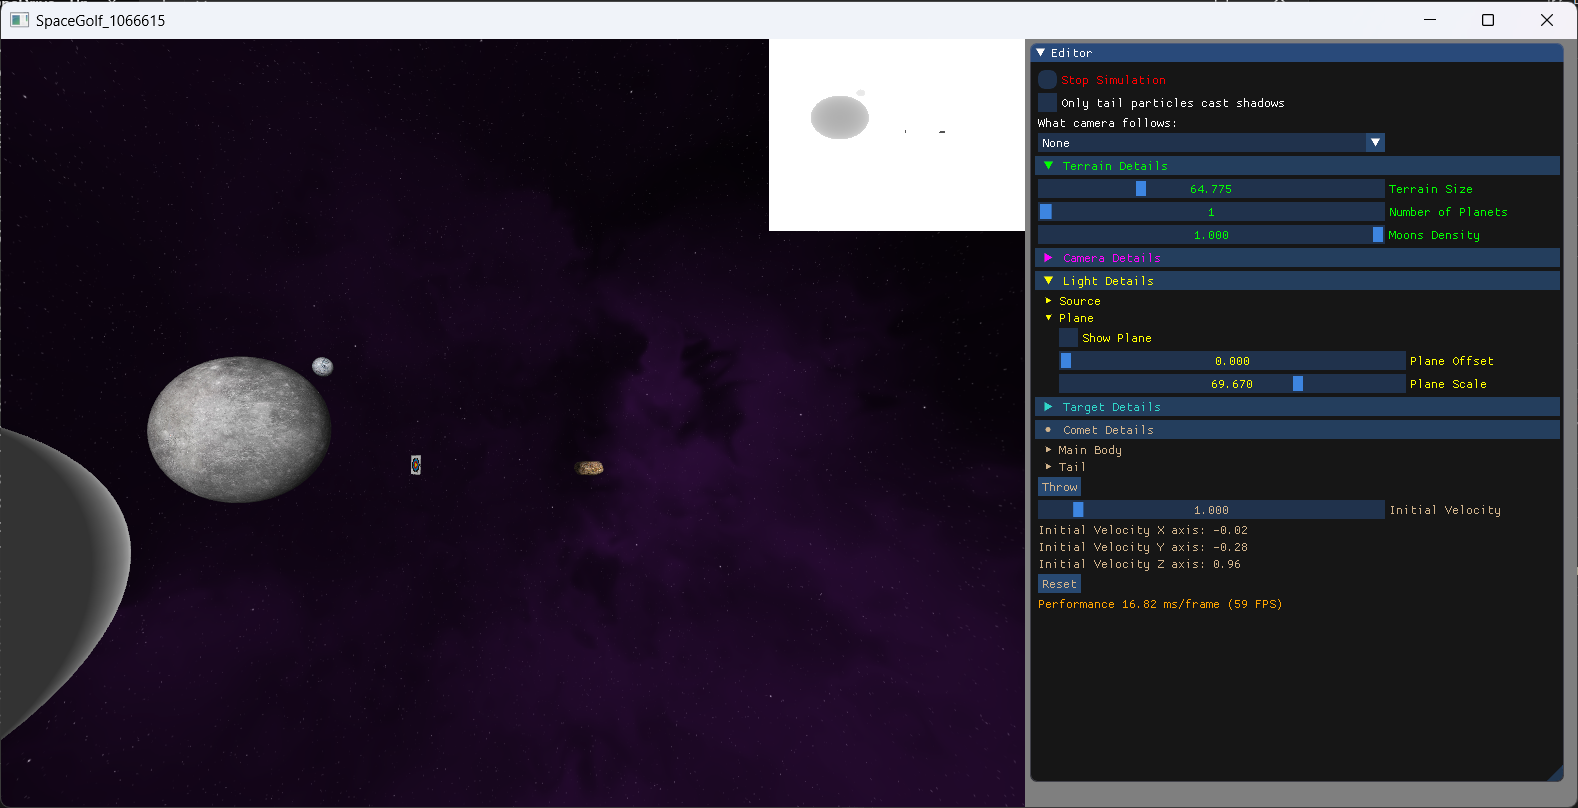 SpaceGolf_1066615
Editor
Stop Simulation
Only tail particles cast shadows
What camera follows:
None
Terrain Details
64.775 Terrain Size
1 Number of Planets
1.000 Moons Density
Camera Details
Light Details
Source
Plane
Show Plane
0.000 Plane Offset
69.670 Plane Scale
Target Details
Comet Details
Main Body
Tail
Throw
1.000 Initial Velocity
Initial Velocity X axis: -0.02
Initial Velocity Y axis: -0.28
Initial Velocity Z axis: 0.96
Reset
Performance 16.82 ms/frame (59 FPS)